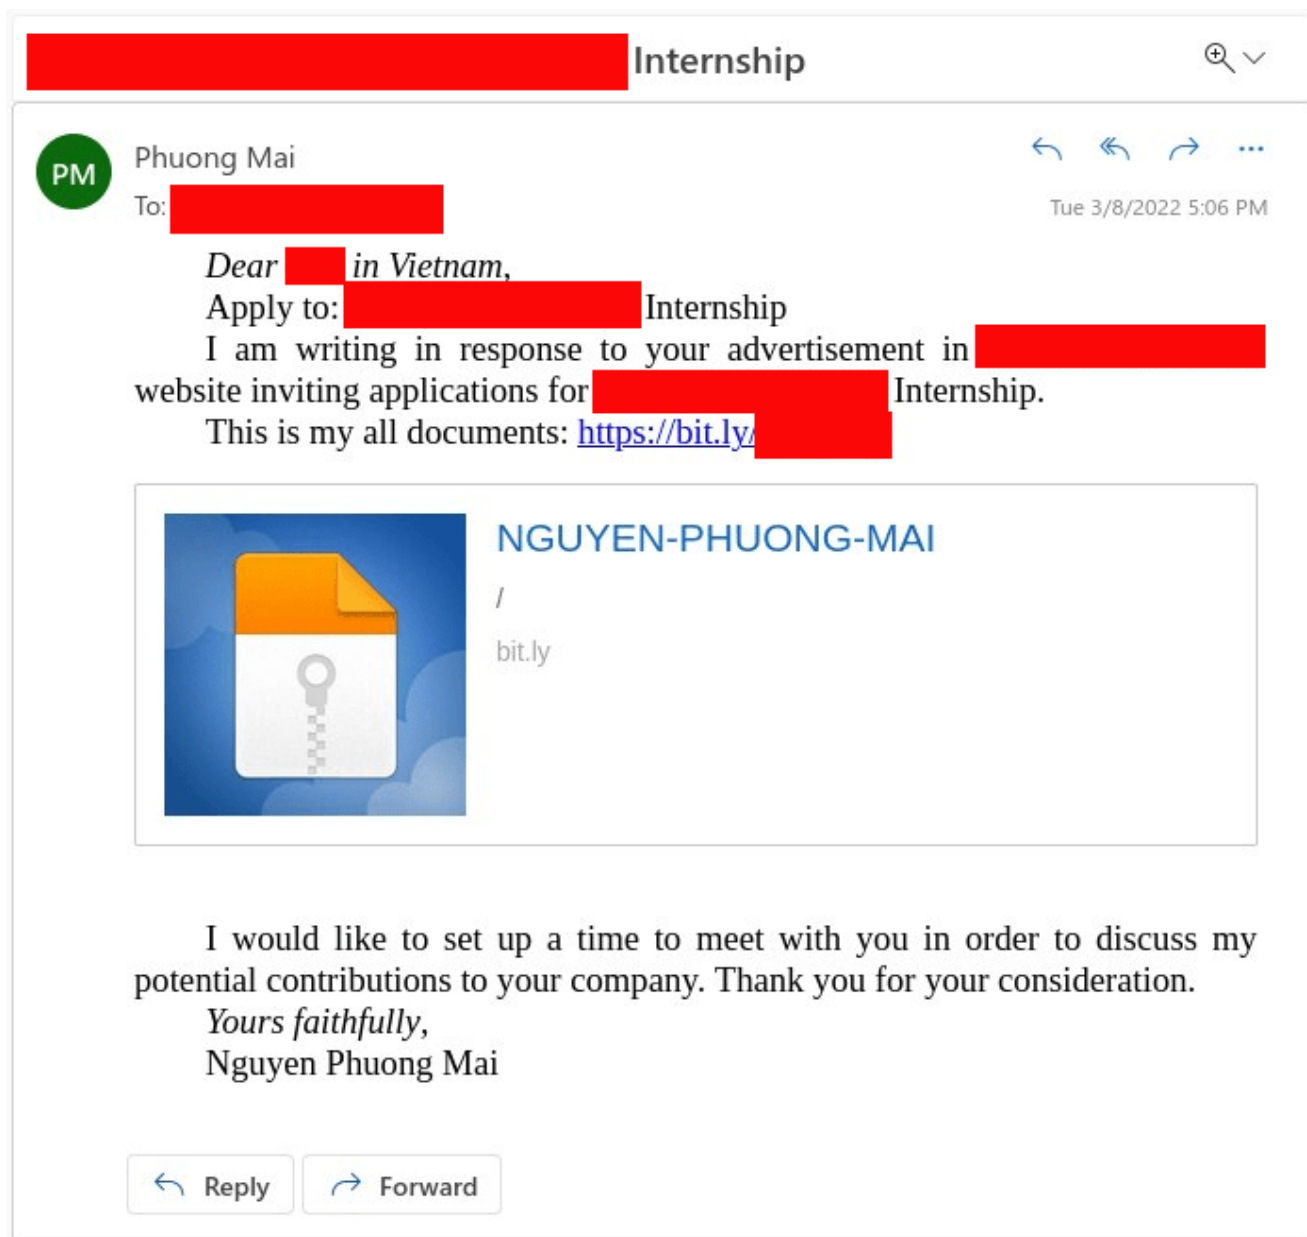 Internship
PM
Phuong Mai
To:
Tue 3/8/2022 5:06 PM
Dear in Vietnam,
Apply to: Internship
I am writing in response to your advertisement in
website inviting applications for Internship.
This is my all documents: https://bit.ly/
NGUYEN-PHUONG-MAI
/
bit.ly
I would like to set up a time to meet with you in order to discuss my
potential contributions to your company. Thank you for your consideration.
Yours faithfully,
Nguyen Phuong Mai
Reply
Forward